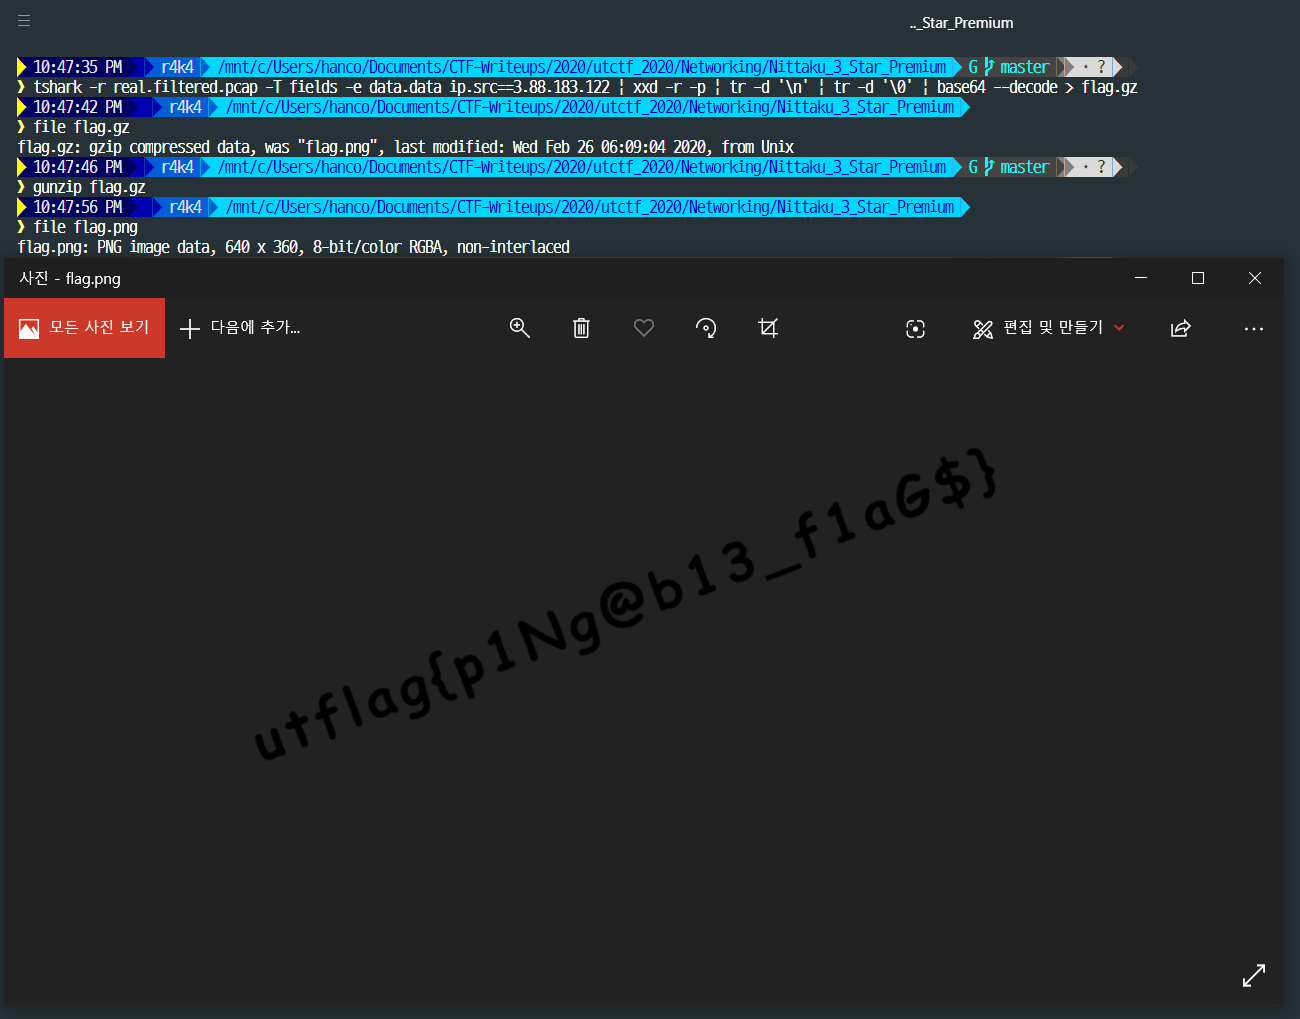 .._Star_Premium
10:47:35 PM r4k4 /mnt/c/Users/hanco/Documents/CTF-Writeups/2020/utctf_2020/Networking/Nittaku_3_Star_Premium G master · ?
❯ tshark -r real.filtered.pcap -T fields -e data.data ip.src==3.88.183.122 | xxd -r -p | tr -d '\n' | tr -d '\0' | base64 --decode > flag.gz
10:47:42 PM r4k4 /mnt/c/Users/hanco/Documents/CTF-Writeups/2020/utctf_2020/Networking/Nittaku_3_Star_Premium
❯ file flag.gz
flag.gz: gzip compressed data, was "flag.png", last modified: Wed Feb 26 06:09:04 2020, from Unix
10:47:46 PM r4k4 /mnt/c/Users/hanco/Documents/CTF-Writeups/2020/utctf_2020/Networking/Nittaku_3_Star_Premium G master · ?
❯ gunzip flag.gz
10:47:56 PM r4k4 /mnt/c/Users/hanco/Documents/CTF-Writeups/2020/utctf_2020/Networking/Nittaku_3_Star_Premium
❯ file flag.png
flag.png: PNG image data, 640 x 360, 8-bit/color RGBA, non-interlaced
사진 - flag.png
모든 사진 보기 다음에 추가... 편집 및 만들기
utflag{p1Ng@b13_f1aG$}